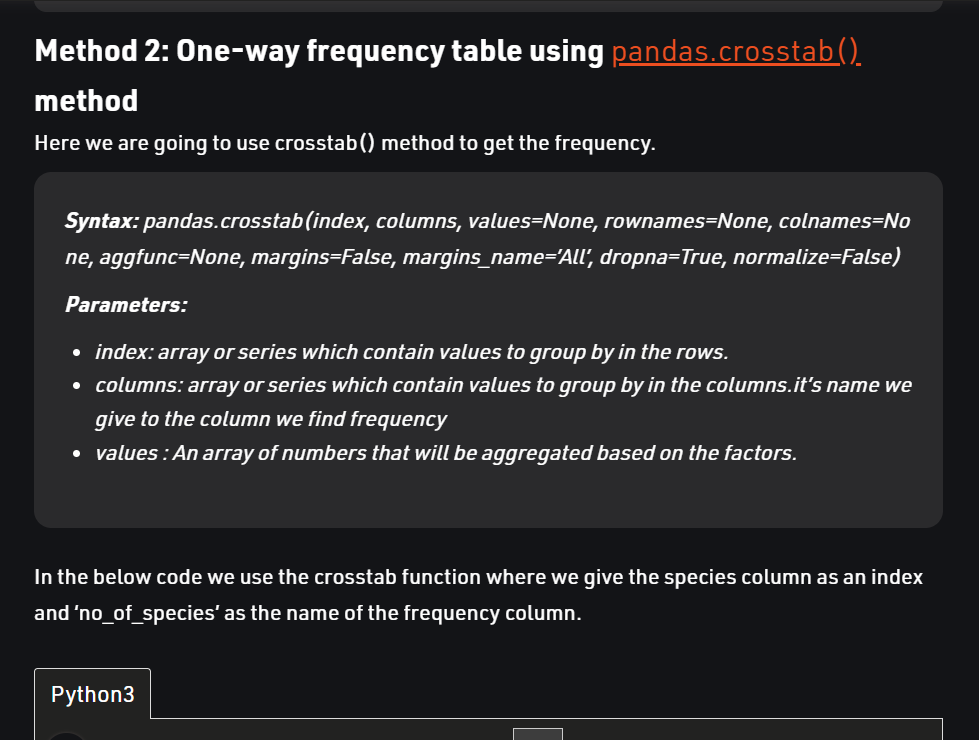 Method 2: One-way frequency table using pandas.crosstab()
method
Here we are going to use crosstab() method to get the frequency.
Syntax: pandas.crosstab(index, columns, values=None, rownames=None, colnames=No
ne, aggfunc=None, margins=False, margins_name=’All’, dropna=True, normalize=False)
Parameters:
• index: array or series which contain values to group by in the rows.
• columns: array or series which contain values to group by in the columns.it’s name we
give to the column we find frequency
• values : An array of numbers that will be aggregated based on the factors.
In the below code we use the crosstab function where we give the species column as an index
and ‘no_of_species’ as the name of the frequency column.
Python3